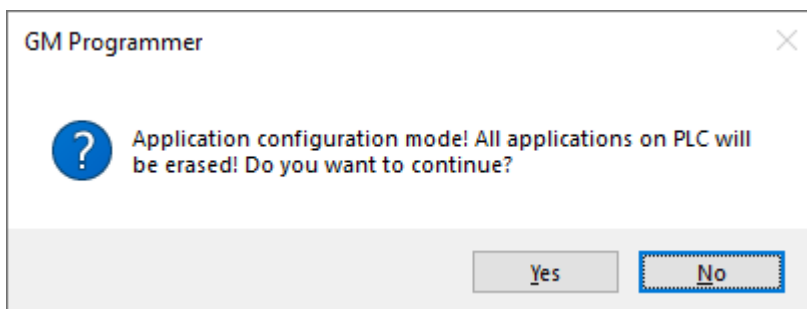 GM Programmer
Application configuration mode! All applications on PLC will
be erased! Do you want to continue?
Yes
No